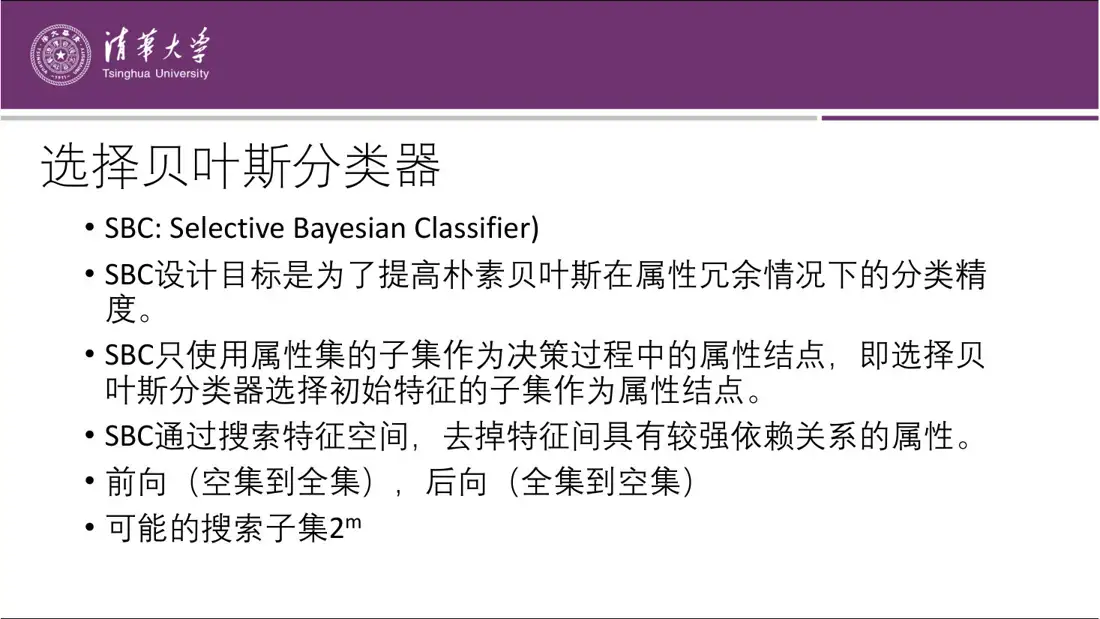 清华大学
Tsinghua University
选择贝叶斯分类器
• SBC: Selective Bayesian Classifier)
• SBC设计目标是为了提高朴素贝叶斯在属性冗余情况下的分类精
度。
• SBC只使用属性集的子集作为决策过程中的属性结点，即选择贝
叶斯分类器选择初始特征的子集作为属性结点。
• SBC通过搜索特征空间，去掉特征间具有较强依赖关系的属性。
• 前向（空集到全集），后向（全集到空集）
• 可能的搜索子集2ᵐ